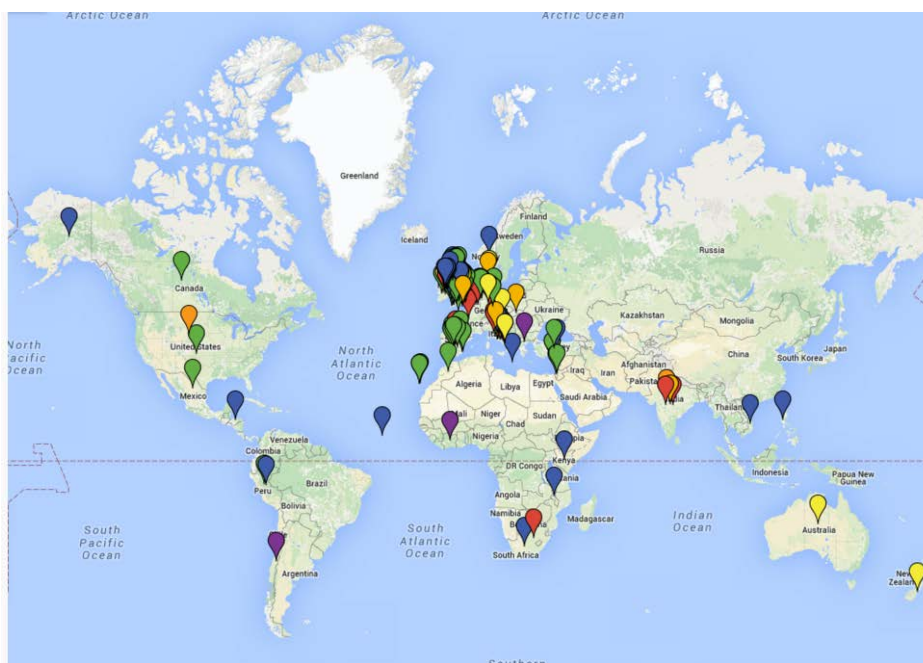 Arctic Ocean
Arctic Ocean
Greenland
Iceland
Finland
Sweden
Russia
Canada
Ukraine
Kazakhstan
Mongolia
United States
North
Pacific
Ocean
North
Atlantic
Ocean
China
South Korea
Japan
Afghanistan
Pakistan
Iraq
Iran
Mexico
Algeria
Libya
Egypt
Saudi Arabia
Mali
Niger
Chad
Sudan
Nigeria
Thailand
Venezuela
Colombia
Kenya
DR Congo
Indonesia
Papua New
Guinea
Peru
Brazil
Bolivia
Angola
Namibia
Madagascar
South
Pacific
Ocean
South
Atlantic
Ocean
Indian
Ocean
Australia
South Africa
Argentina
New
Zealand